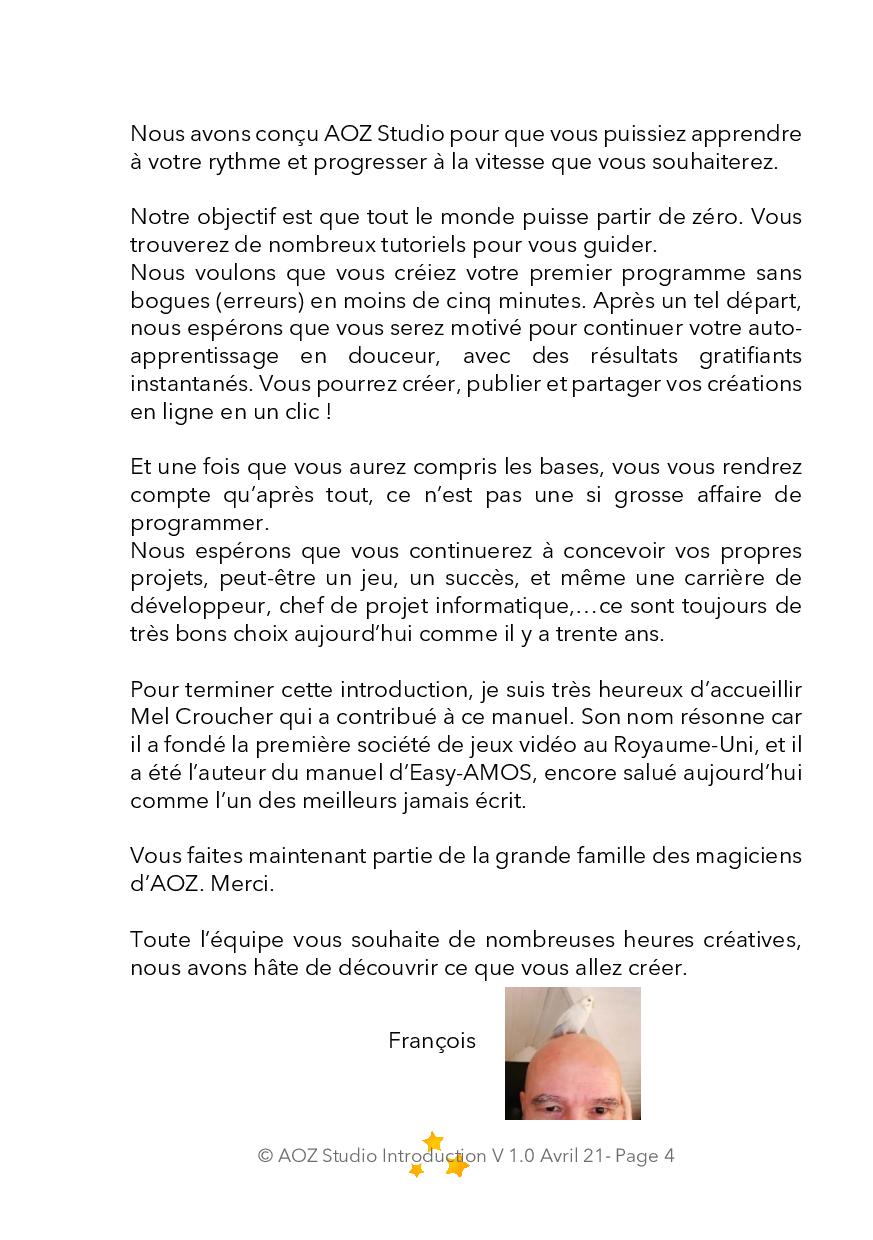 Nous avons conçu AOZ Studio pour que vous puissiez apprendre
à votre rythme et progresser à la vitesse que vous souhaiterez.
Notre objectif est que tout le monde puisse partir de zéro. Vous
trouverez de nombreux tutoriels pour vous guider.
Nous voulons que vous créiez votre premier programme sans
bogues (erreurs) en moins de cinq minutes. Après un tel départ,
nous espérons que vous serez motivé pour continuer votre auto-
apprentissage en douceur, avec des résultats gratifiants
instantanés. Vous pourrez créer, publier et partager vos créations
en ligne en un clic !
Et une fois que vous aurez compris les bases, vous vous rendrez
compte qu’après tout, ce n’est pas une si grosse affaire de
programmer.
Nous espérons que vous continuerez à concevoir vos propres
projets, peut-être un jeu, un succès, et même une carrière de
développeur, chef de projet informatique,…ce sont toujours de
très bons choix aujourd’hui comme il y a trente ans.
Pour terminer cette introduction, je suis très heureux d’accueillir
Mel Croucher qui a contribué à ce manuel. Son nom résonne car
il a fondé la première société de jeux vidéo au Royaume-Uni, et il
a été l’auteur du manuel d’Easy-AMOS, encore salué aujourd’hui
comme l’un des meilleurs jamais écrit.
Vous faites maintenant partie de la grande famille des magiciens
d’AOZ. Merci.
Toute l’équipe vous souhaite de nombreuses heures créatives,
nous avons hâte de découvrir ce que vous allez créer.
François
© AOZ Studio Introduction V 1.0 Avril 21- Page 4